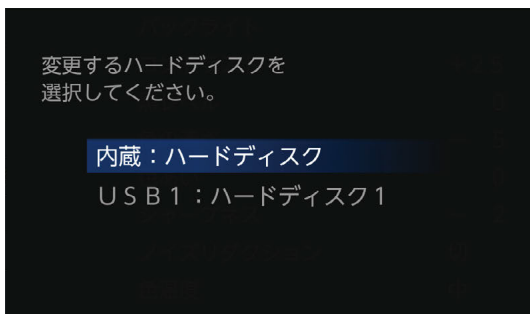 変更するハードディスクを
選択してください。
内蔵：ハードディスク
ＵＳＢ１：ハードディスク１